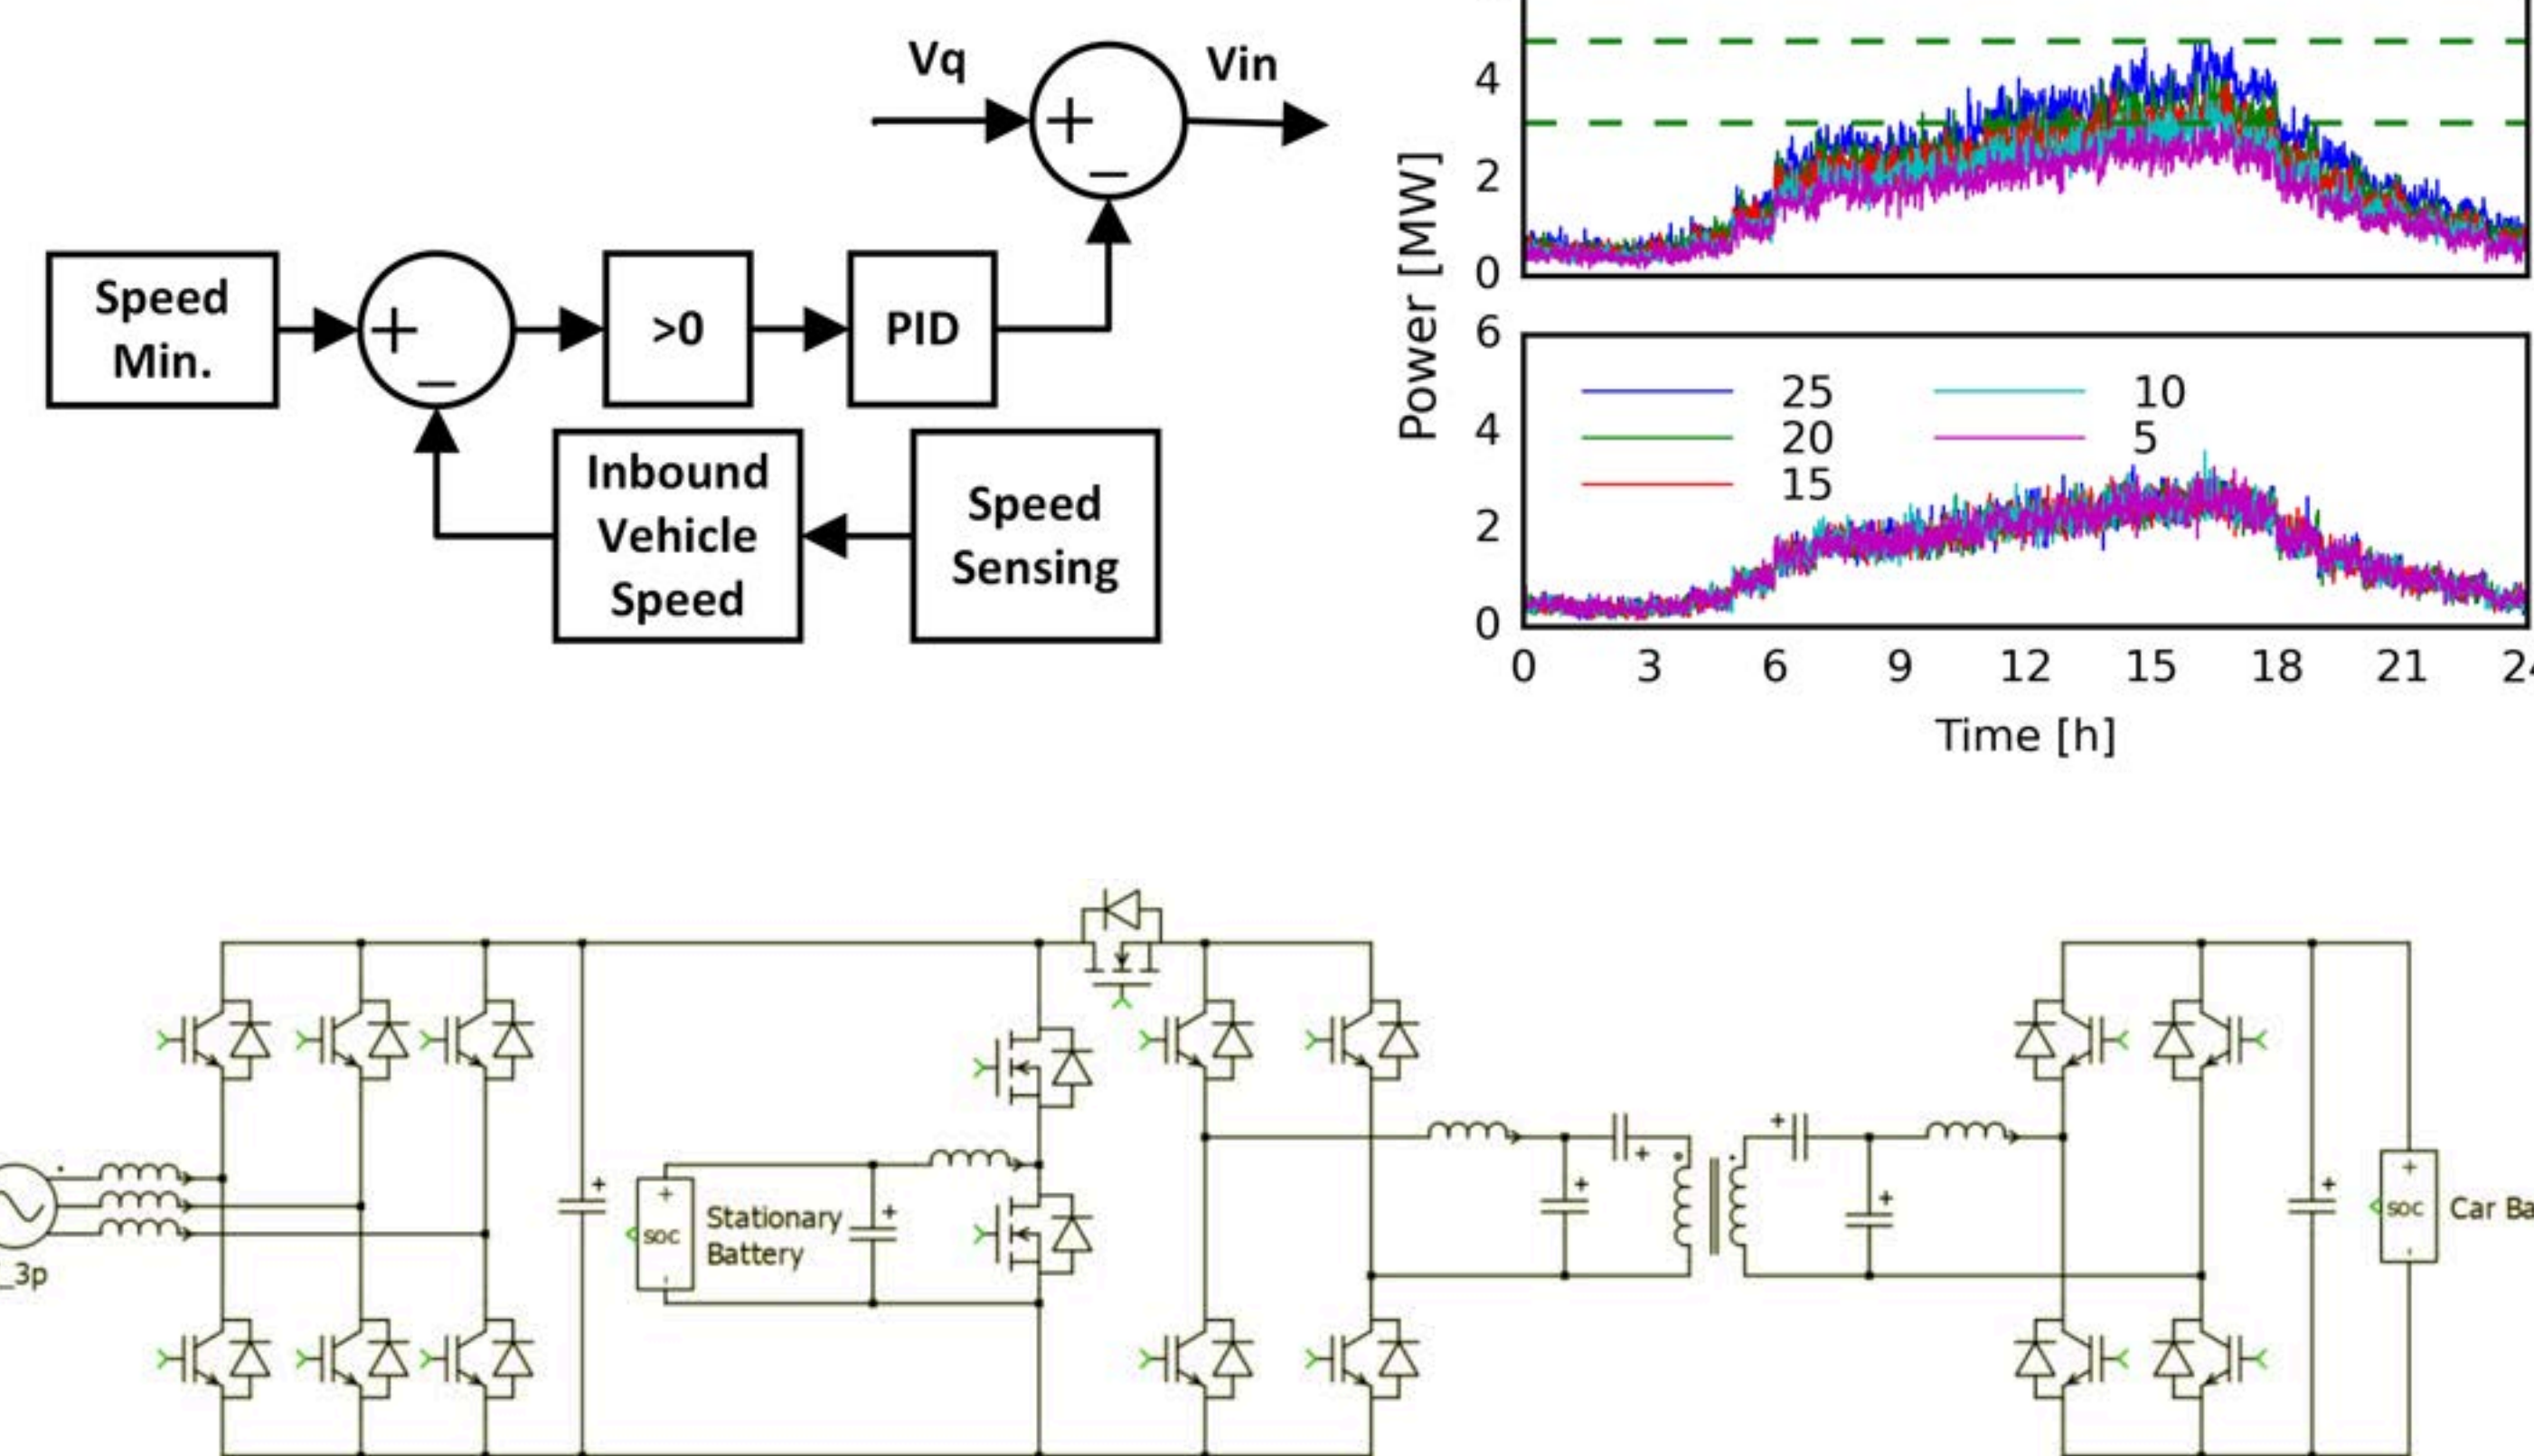 Vq
Vin
+
−
Speed
Min.
+
−
>0
PID
Inbound
Vehicle
Speed
Speed
Sensing
Power [MW]
4
2
0
6
4
2
0
25
20
15
10
5
0 3 6 9 12 15 18 21
Time [h]
_3p
+
+
soc
-
Stationary
Battery
+
+
+
+
+
+
+
soc
-
Car